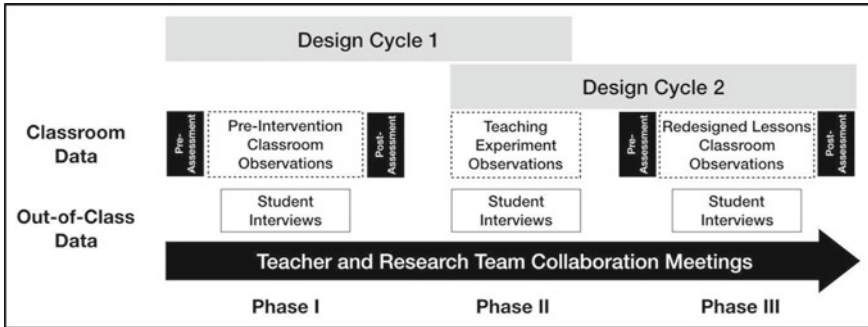 Design Cycle 1
Design Cycle 2
Classroom
Data
Pre-
Assessment
Pre-Intervention
Classroom
Observations
Post-
Assessment
Teaching
Experiment
Observations
Pre-
Assessment
Redesigned Lessons
Classroom
Observations
Post-
Assessment
Out-of-Class
Data
Student
Interviews
Student
Interviews
Student
Interviews
Teacher and Research Team Collaboration Meetings
Phase I
Phase II
Phase III